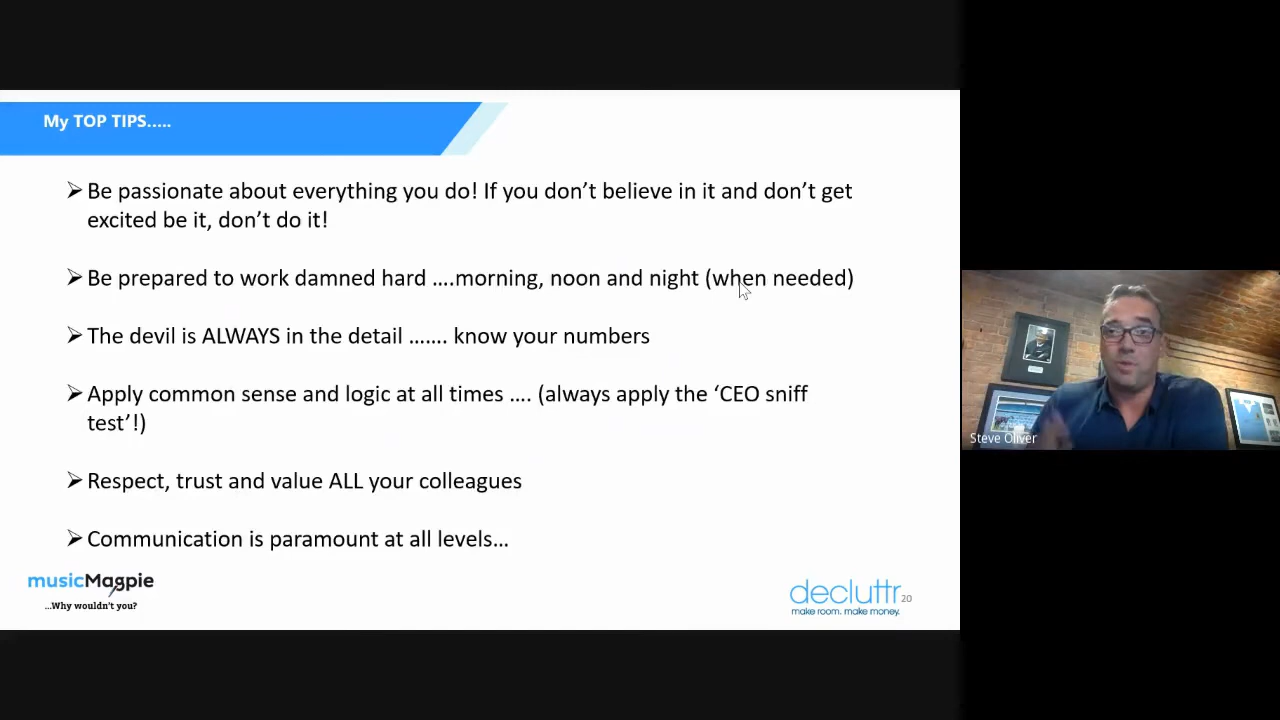 My TOP TIPS.....
➢ Be passionate about everything you do! If you don’t believe in it and don’t get
excited be it, don’t do it!
➢ Be prepared to work damned hard ....morning, noon and night (when needed)
➢ The devil is ALWAYS in the detail ....... know your numbers
➢ Apply common sense and logic at all times .... (always apply the ‘CEO sniff
test’!)
➢ Respect, trust and value ALL your colleagues
➢ Communication is paramount at all levels...
musicMagpie
...Why wouldn't you?
decluttr
make room. make money.
20
Steve Oliver